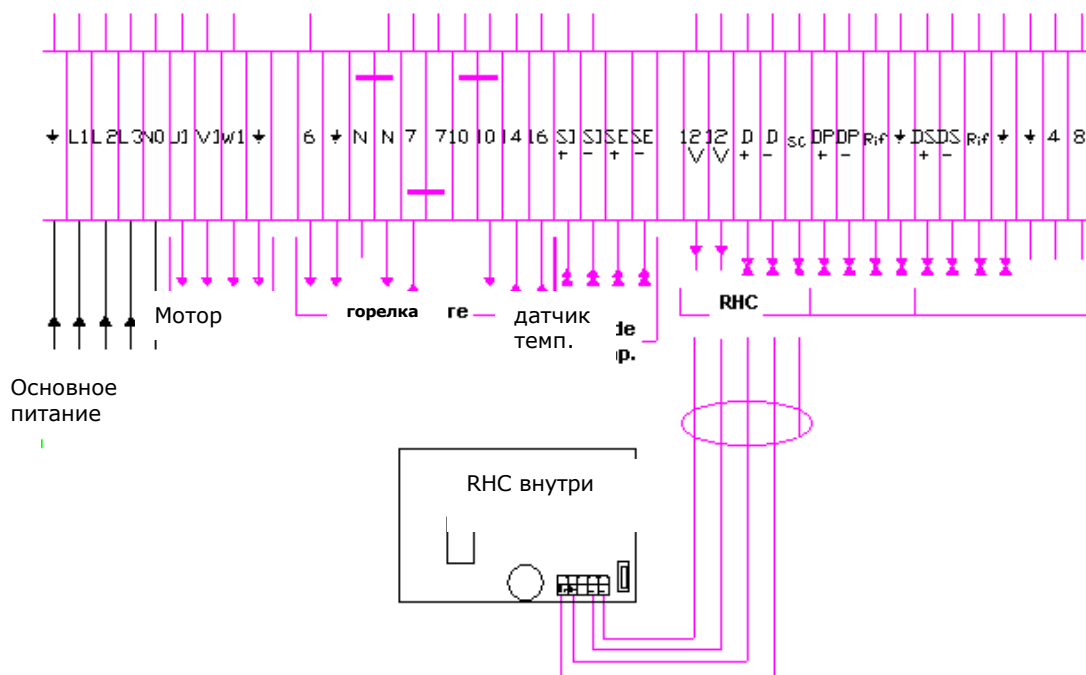 L1 L2 L3 N0 U1 V1 W1 6 N N 7 7 10 10 14 16 SI SI SE SE 12 12 D D SC DP DP Rif DS DS Rif 4 8
+ - + - V V + - + - + -
Мотор
горелка re
датчик
темп.
de
p.
RHC
Основное
питание
RHC внутри